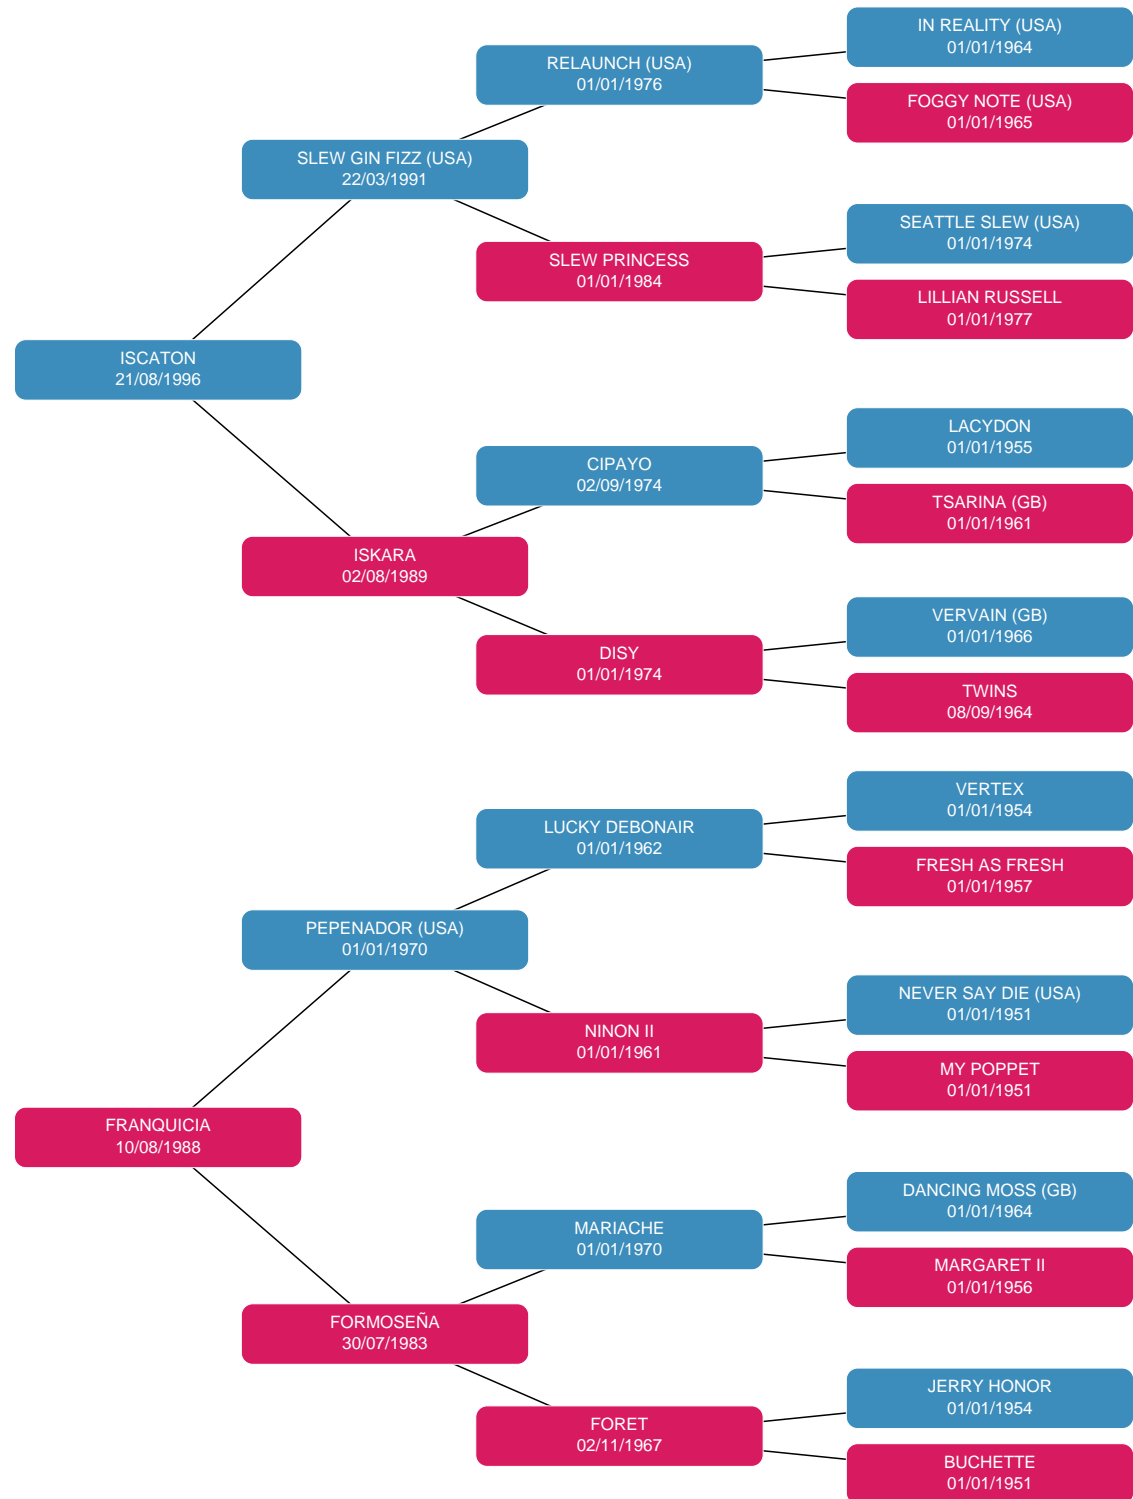 IN REALITY (USA)
01/01/1964
RELAUNCH (USA)
01/01/1976
FOGGY NOTE (USA)
01/01/1965
SLEW GIN FIZZ (USA)
22/03/1991
SEATTLE SLEW (USA)
01/01/1974
SLEW PRINCESS
01/01/1984
LILLIAN RUSSELL
01/01/1977
ISCATON
21/08/1996
LACYDON
01/01/1955
CIPAYO
02/09/1974
TSARINA (GB)
01/01/1961
ISKARA
02/08/1989
VERVAIN (GB)
01/01/1966
DISY
01/01/1974
TWINS
08/09/1964
VERTEX
01/01/1954
LUCKY DEBONAIR
01/01/1962
FRESH AS FRESH
01/01/1957
PEPENADOR (USA)
01/01/1970
NEVER SAY DIE (USA)
01/01/1951
NINON II
01/01/1961
MY POPPET
01/01/1951
FRANQUICIA
10/08/1988
DANCING MOSS (GB)
01/01/1964
MARIACHE
01/01/1970
MARGARET II
01/01/1956
FORMOSEÑA
30/07/1983
JERRY HONOR
01/01/1954
FORET
02/11/1967
BUCHETTE
01/01/1951